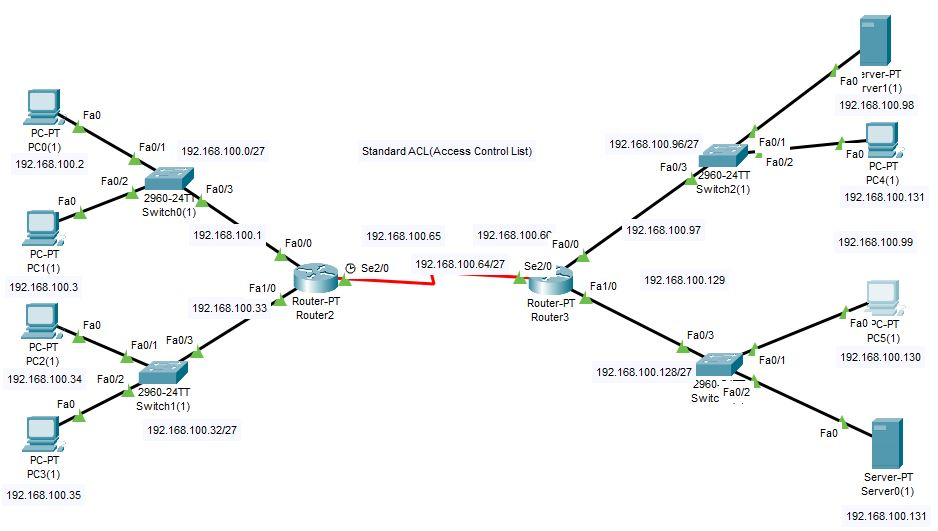 Standard ACL(Access Control List)
Fa0
PC-PT
PC0(1)
192.168.100.2
Fa0/1
192.168.100.0/27
Fa0/2
Fa0/3
2960-24TT
Switch0(1)
Fa0
PC-PT
PC1(1)
192.168.100.3
192.168.100.1
Fa0/0
192.168.100.65
Se2/0
Fa1/0
Router-PT
Router2
192.168.100.33
Fa0
PC-PT
PC2(1)
192.168.100.34
Fa0/1
Fa0/3
Fa0/2
2960-24TT
Switch1(1)
192.168.100.32/27
Fa0
PC-PT
PC3(1)
192.168.100.35
192.168.100.64/27
192.168.100.66
Fa0/0
Se2/0
Fa1/0
Router-PT
Router3
192.168.100.97
192.168.100.129
192.168.100.96/27
Fa0/3
Fa0/1
Fa0/2
2960-24TT
Switch2(1)
Fa0
erver-PT
rver1(1)
192.168.100.98
Fa0
PC-PT
PC4(1)
192.168.100.131
192.168.100.99
Fa0/3
192.168.100.128/27
Fa0/1
2960-
Switc
Fa0/2
Fa0
PC-PT
PC5(1)
192.168.100.130
Fa0
Server-PT
Server0(1)
192.168.100.131